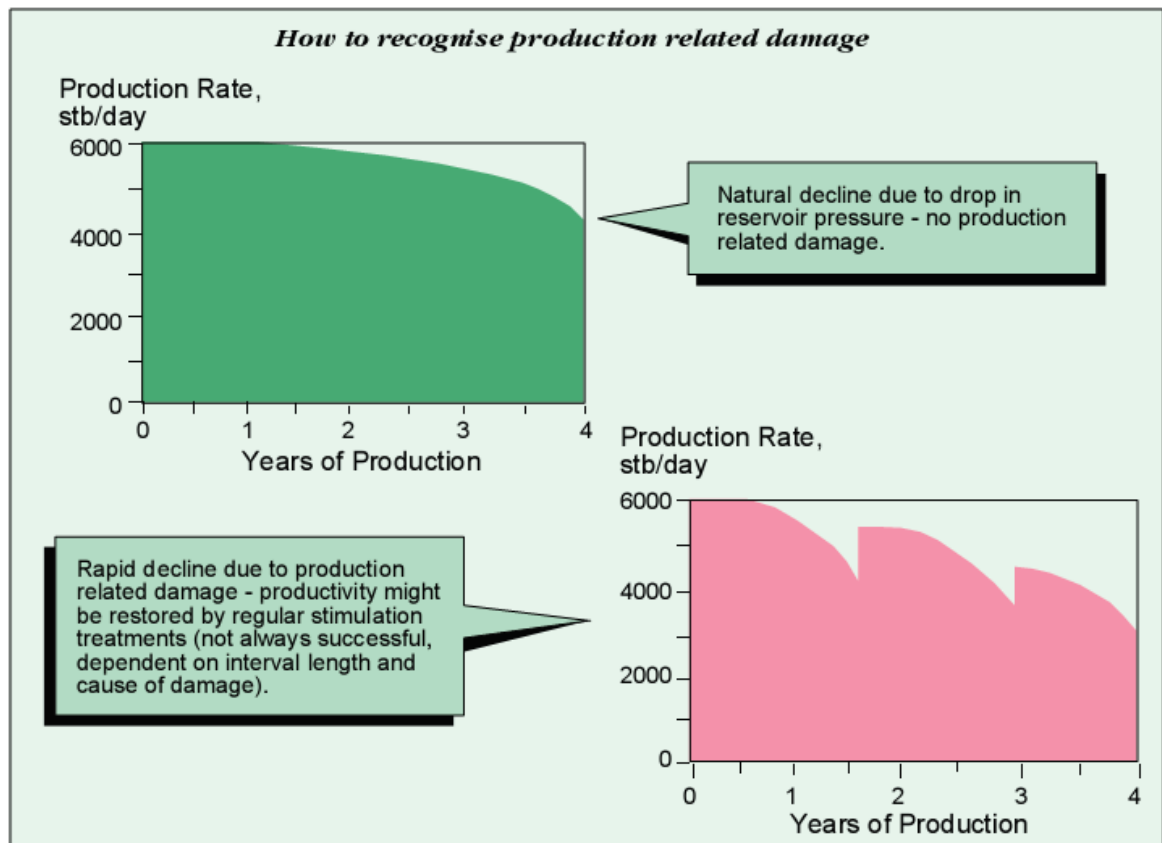 How to recognise production related damage
Production Rate,
stb/day
6000
4000
2000
0
0 1 2 3 4
Years of Production
Natural decline due to drop in
reservoir pressure - no production
related damage.
Rapid decline due to production
related damage - productivity might
be restored by regular stimulation
treatments (not always successful,
dependent on interval length and
cause of damage).
Production Rate,
stb/day
6000
4000
2000
0
0 1 2 3 4
Years of Production